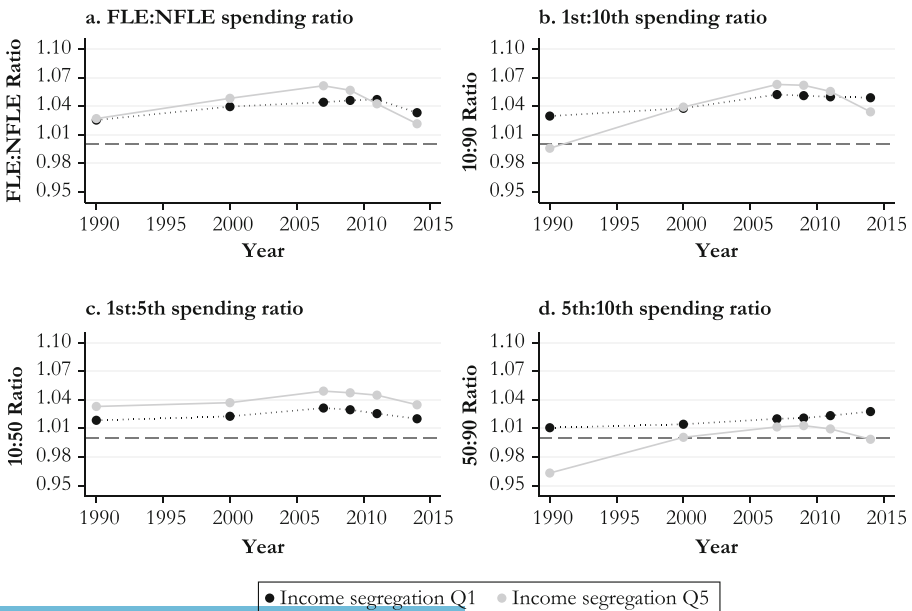 a. FLE:NFLE spending ratio
FLE:NFLE Ratio
1.10
1.07
1.04
1.01
0.98
0.95
1990 1995 2000 2005 2010 2015
Year
b. 1st:10th spending ratio
10:90 Ratio
1.10
1.07
1.04
1.01
0.98
0.95
1990 1995 2000 2005 2010 2015
Year
c. 1st:5th spending ratio
10:50 Ratio
1.10
1.07
1.04
1.01
0.98
0.95
1990 1995 2000 2005 2010 2015
Year
d. 5th:10th spending ratio
50:90 Ratio
1.10
1.07
1.04
1.01
0.98
0.95
1990 1995 2000 2005 2010 2015
Year
Income segregation Q1 Income segregation Q5